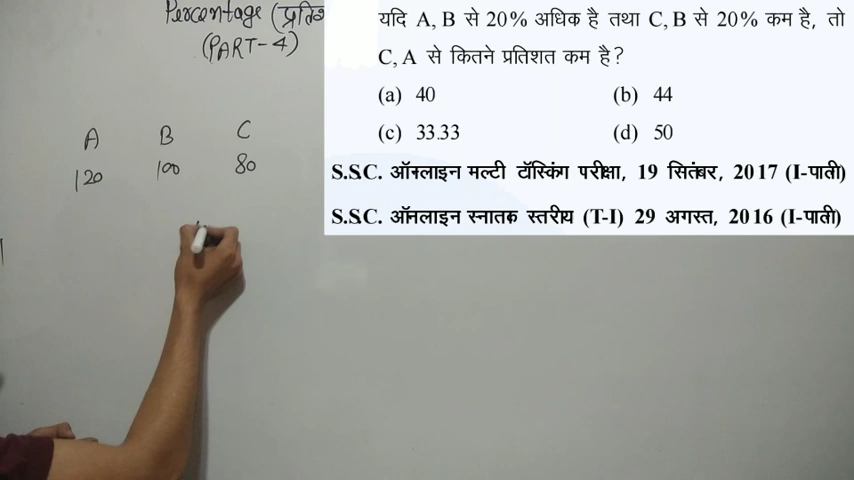 Percentage (प्रतिश
(PART-4)
A B C
120 100 80
यदि A, B से 20% अधिक है तथा C, B से 20% कम है, तो
C, A से कितने प्रतिशत कम है?
(a) 40 (b) 44
(c) 33.33 (d) 50
S.S.C. ऑनलाइन मल्टी टॉस्किंग परीक्षा, 19 सितंबर, 2017 (I-पाली)
S.S.C. ऑनलाइन स्नातक स्तरीय (T-I) 29 अगस्त, 2016 (I-पाली)